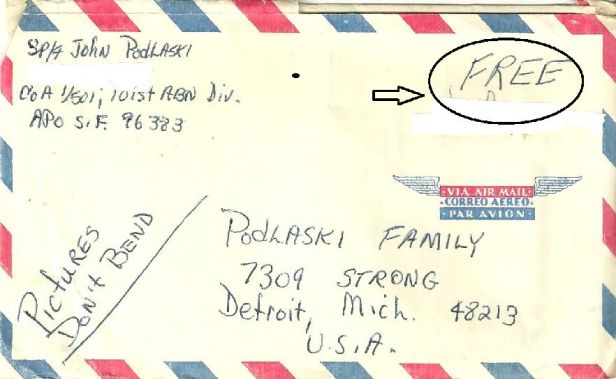 SP/4 John Podlaski
Co A 1/501; 101st ABN Div.
APO S.F. 96383
FREE
VIA AIR MAIL
CORREO AEREO
PAR AVION
Pictures
Don't Bend
Podlaski Family
7309 Strong
Detroit, Mich. 48213
U.S.A.